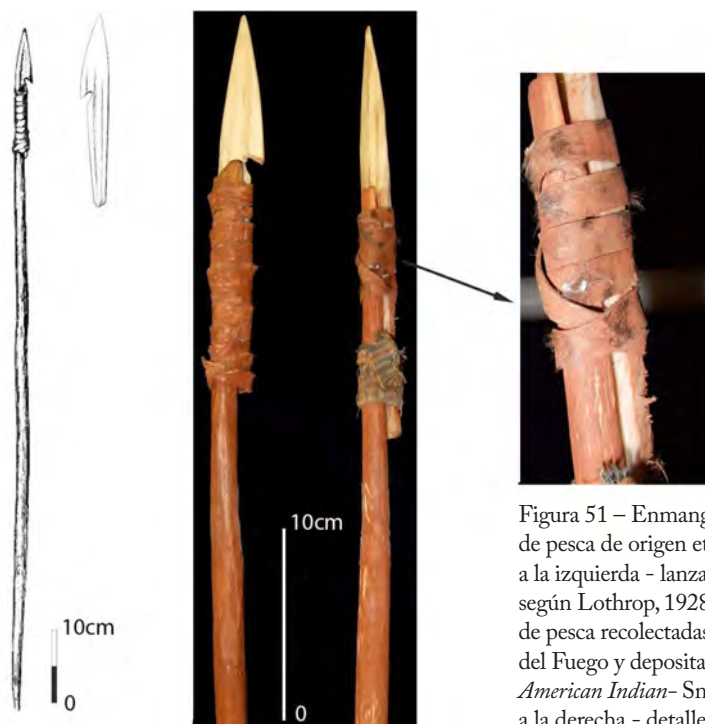 10cm
0
10cm
0
Figura 51 – Enmang
de pesca de origen et
a la izquierda - lanza
según Lothrop, 1928
de pesca recolectadas
del Fuego y deposita
American Indian- Sn
a la derecha - detalle